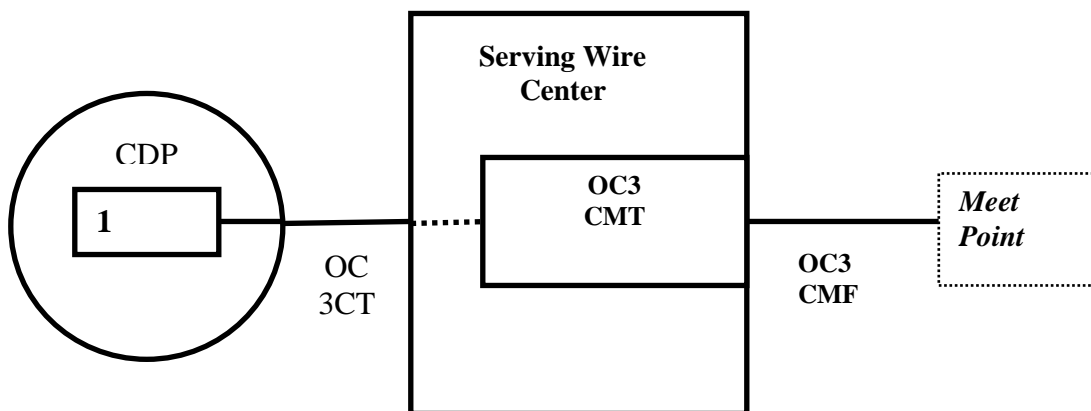 Serving Wire
Center
CDP
1
OC3
CMT
OC
3CT
OC3
CMF
Meet
Point